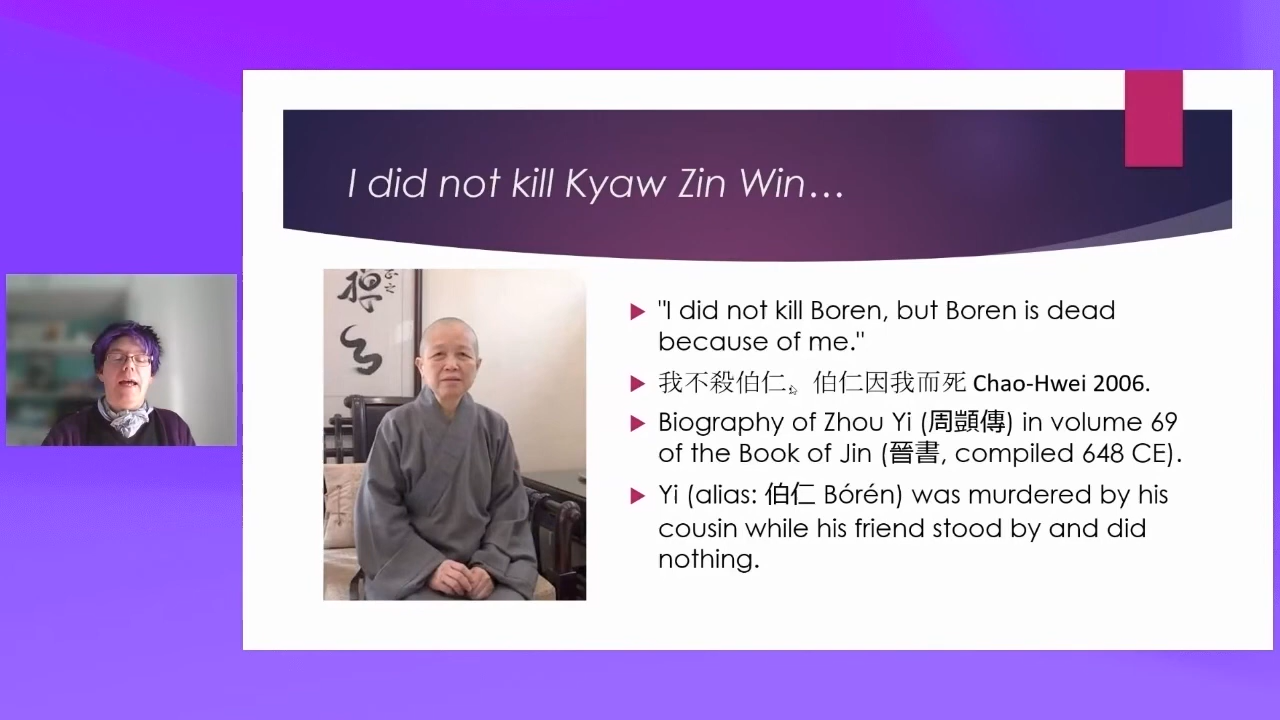 I did not kill Kyaw Zin Win…
"I did not kill Boren, but Boren is dead
because of me."
我不殺伯仁。伯仁因我而死 Chao-Hwei 2006.
Biography of Zhou Yi (周顗傳) in volume 69
of the Book of Jin (晉書, compiled 648 CE).
Yi (alias: 伯仁 Bórén) was murdered by his
cousin while his friend stood by and did
nothing.